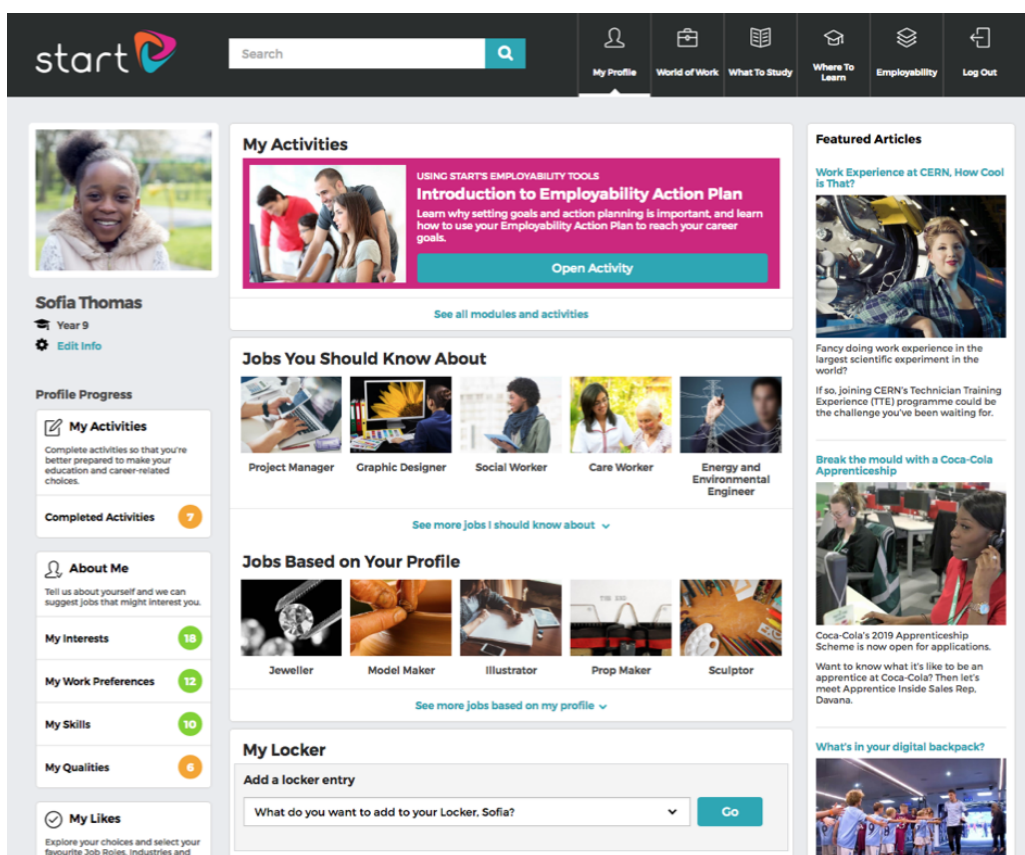 start
Search
My Profile
World of Work
What To Study
Where To
Learn
Employability
Log Out
Sofia Thomas
Year 9
Edit Info
Profile Progress
My Activities
Complete activities so that you're
better prepared to make your
education and career-related
choices.
Completed Activities 7
About Me
Tell us about yourself and we can
suggest jobs that might interest you.
My Interests 18
My Work Preferences 12
My Skills 10
My Qualities 6
My Likes
Explore your choices and select your
favourite Job Roles, Industries and
My Activities
USING START'S EMPLOYABILITY TOOLS
Introduction to Employability Action Plan
Learn why setting goals and action planning is important, and learn
how to use your Employability Action Plan to reach your career
goals.
Open Activity
See all modules and activities
Jobs You Should Know About
Project Manager
Graphic Designer
Social Worker
Care Worker
Energy and
Environmental
Engineer
See more jobs I should know about
Jobs Based on Your Profile
THE END
Jeweller
Model Maker
Illustrator
Prop Maker
Sculptor
See more jobs based on my profile
My Locker
Add a locker entry
What do you want to add to your Locker, Sofia?
Go
Featured Articles
Work Experience at CERN, How Cool
is That?
Fancy doing work experience in the
largest scientific experiment in the
world?
If so, joining CERN's Technician Training
Experience (TTE) programme could be
the challenge you've been waiting for.
Break the mould with a Coca-Cola
Apprenticeship
Coca-Cola's 2019 Apprenticeship
Scheme is now open for applications.
Want to know what it's like to be an
apprentice at Coca-Cola? Then let's
meet Apprentice Inside Sales Rep,
Davana.
What's in your digital backpack?